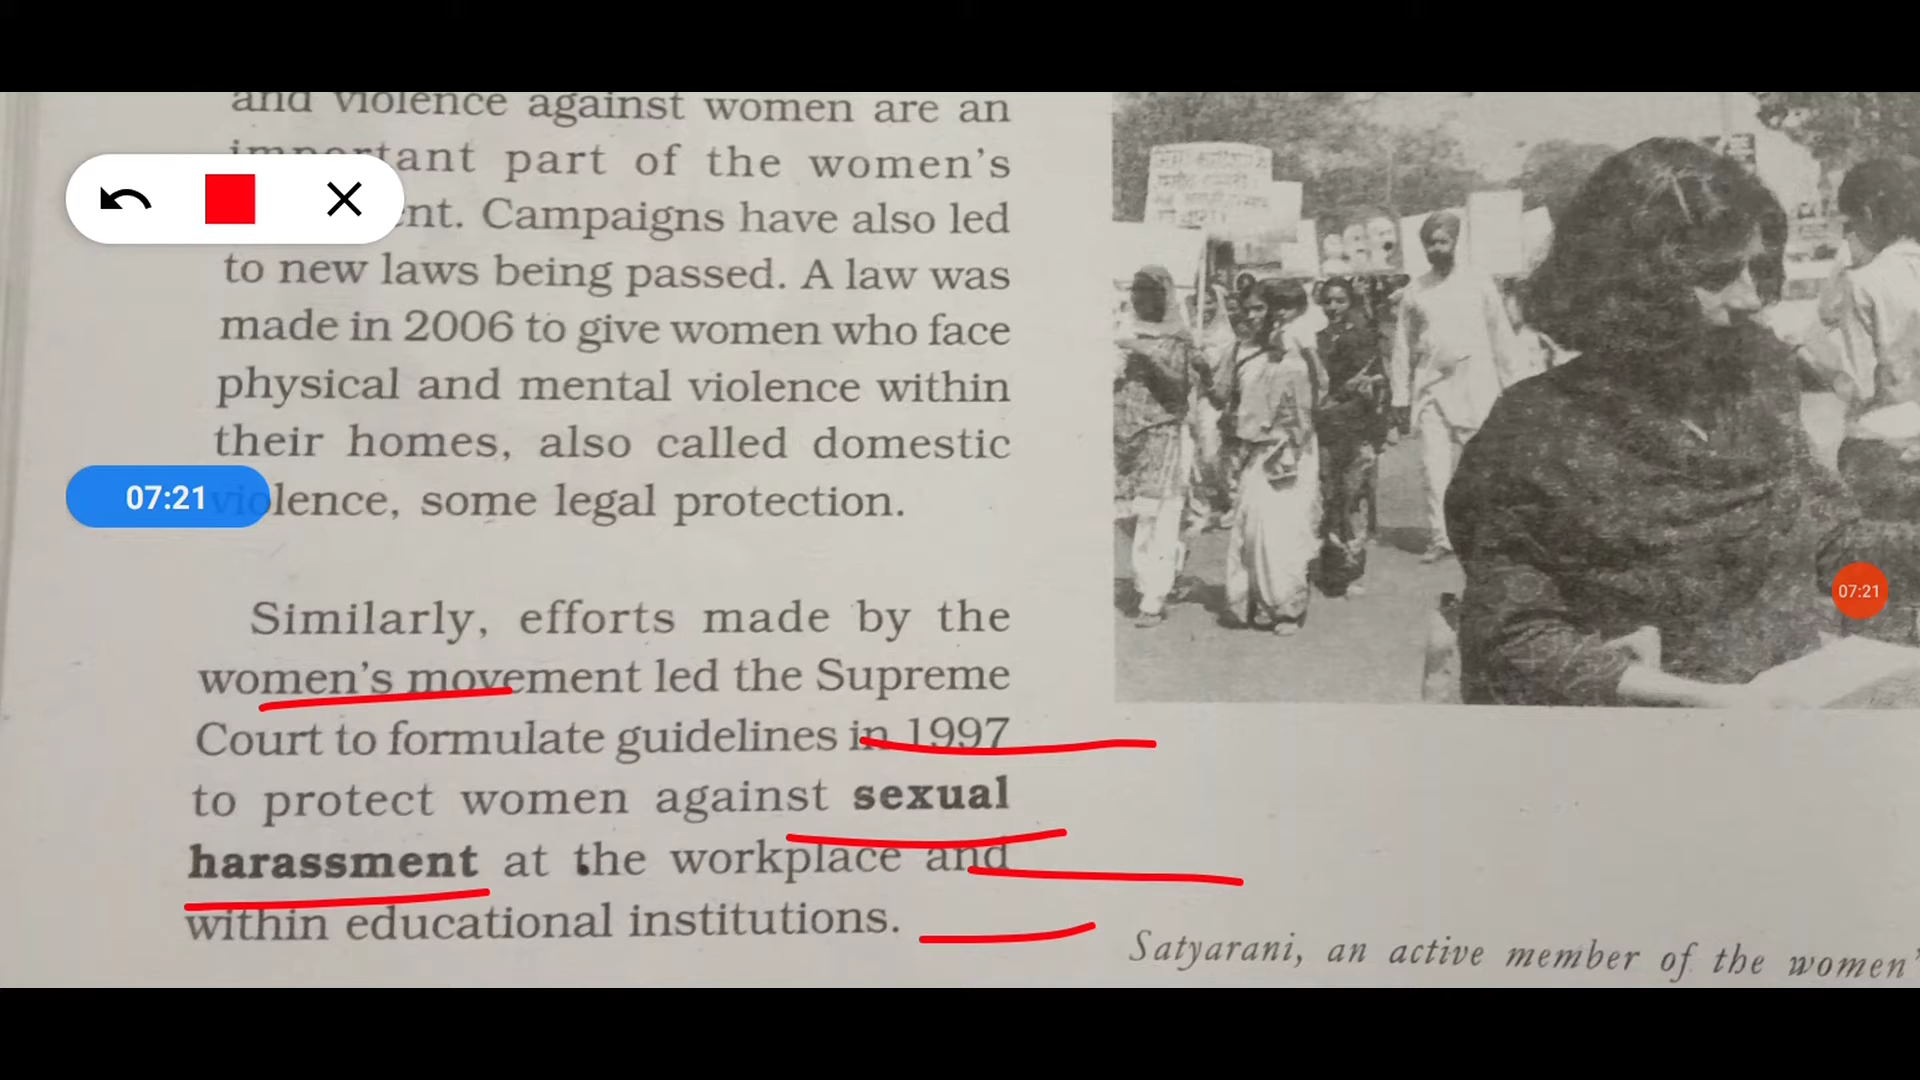 and violence against women are an
important part of the women's
ent. Campaigns have also led
to new laws being passed. A law was
made in 2006 to give women who face
physical and mental violence within
their homes, also called domestic
07:21
violence, some legal protection.
07:21
Similarly, efforts made by the
women's movement led the Supreme
Court to formulate guidelines in 1997
to protect women against sexual
harassment at the workplace and
within educational institutions.
Satyarani, an active member of the women'